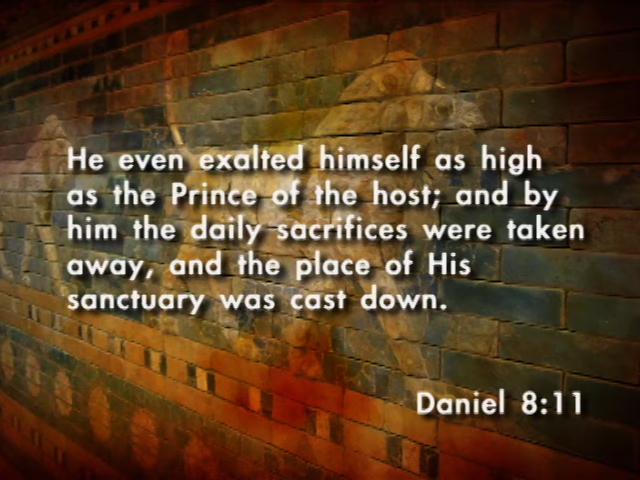 He even exalted himself as high
as the Prince of the host; and by
him the daily sacrifices were taken
away, and the place of His
sanctuary was cast down.
Daniel 8:11